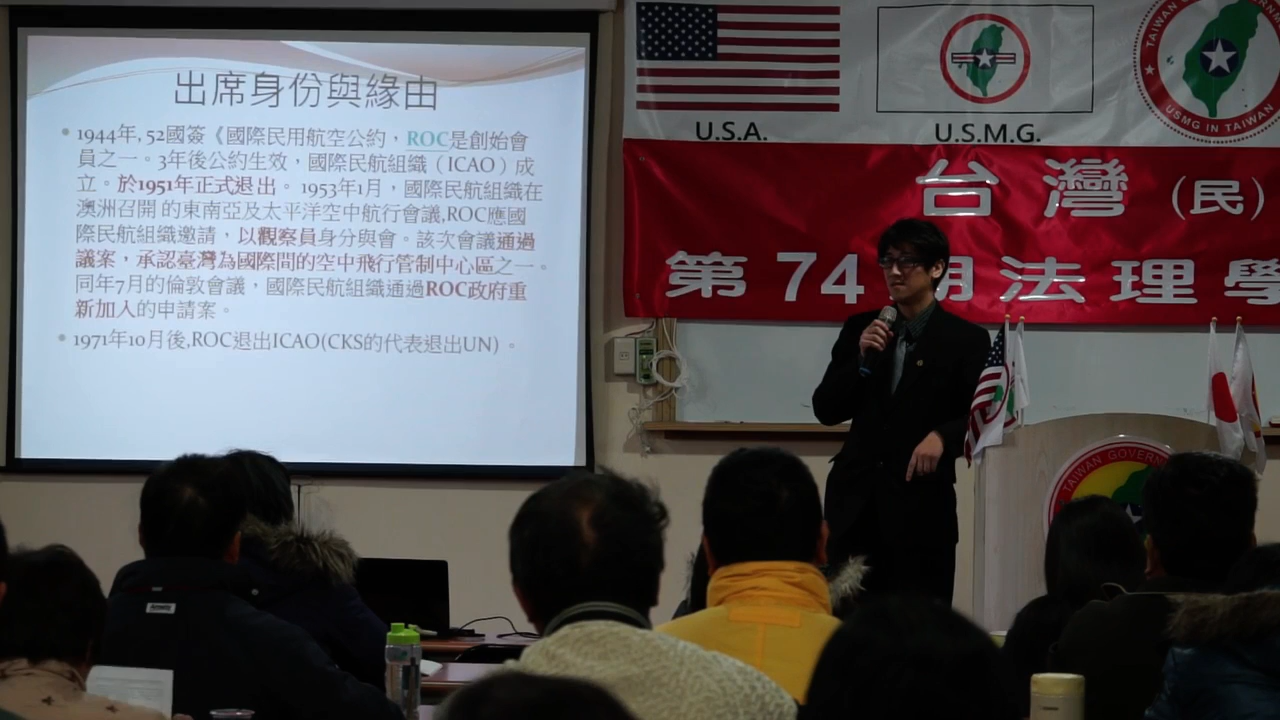 出席身份與緣由
• 1944年, 52國簽《國際民用航空公約，ROC是創始會
員之一。3年後公約生效，國際民航組織（ICAO）成
立。於1951年正式退出。 1953年1月，國際民航組織在
澳洲召開 的東南亞及太平洋空中航行會議,ROC應國
際民航組織邀請，以觀察員身分與會。該次會議通過
議案，承認臺灣為國際間的空中飛行管制中心區之一。
同年7月的倫敦會議，國際民航組織通過ROC政府重
新加入的申請案。
• 1971年10月後,ROC退出ICAO(CKS的代表退出UN) 。
U.S.A.
U.S.M.G.
TAIWAN GOVERN
USMG IN TAIWAN
台灣(民)
第74期法理學
TAIWAN GOVERN